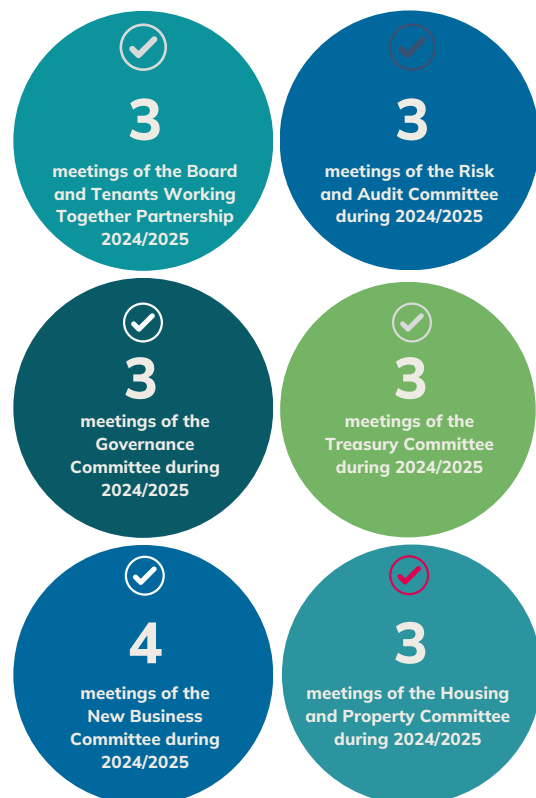 3
meetings of the Board
and Tenants Working
Together Partnership
2024/2025
3
meetings of the Risk
and Audit Committee
during 2024/2025
3
meetings of the
Governance
Committee during
2024/2025
3
meetings of the
Treasury Committee
during 2024/2025
4
meetings of the
New Business
Committee during
2024/2025
3
meetings of the Housing
and Property Committee
during 2024/2025